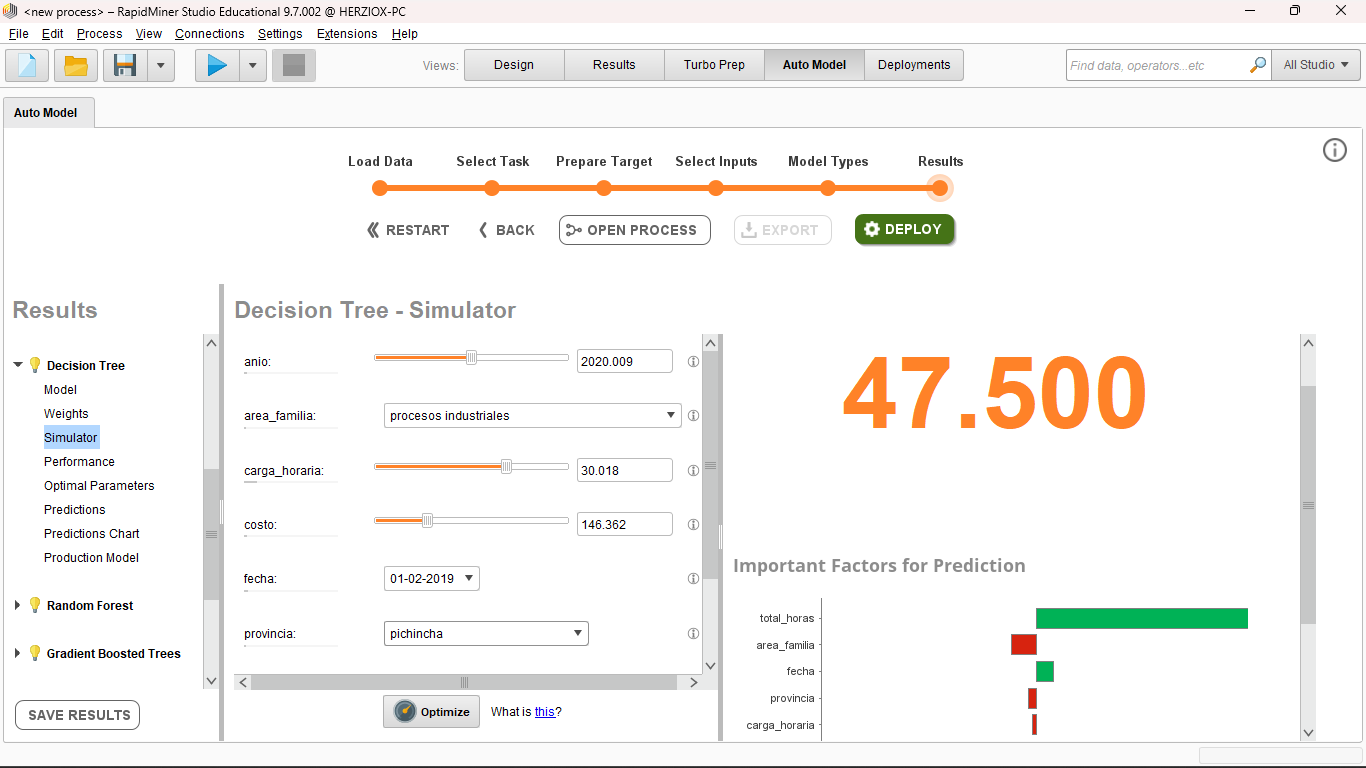 <new process> – RapidMiner Studio Educational 9.7.002 @ HERZIOX-PC
File Edit Process View Connections Settings Extensions Help
Views: Design Results Turbo Prep Auto Model Deployments Find data, operators...etc All Studio
Auto Model
Load Data Select Task Prepare Target Select Inputs Model Types Results
RESTART BACK OPEN PROCESS EXPORT DEPLOY
Results
Decision Tree
Model
Weights
Simulator
Performance
Optimal Parameters
Predictions
Predictions Chart
Production Model
Random Forest
Gradient Boosted Trees
SAVE RESULTS
Decision Tree - Simulator
anio: 2020.009
area_familia: procesos industriales
carga_horaria: 30.018
costo: 146.362
fecha: 01-02-2019
provincia: pichincha
Optimize What is this?
47.500
Important Factors for Prediction
total_horas
area_familia
fecha
provincia
carga_horaria